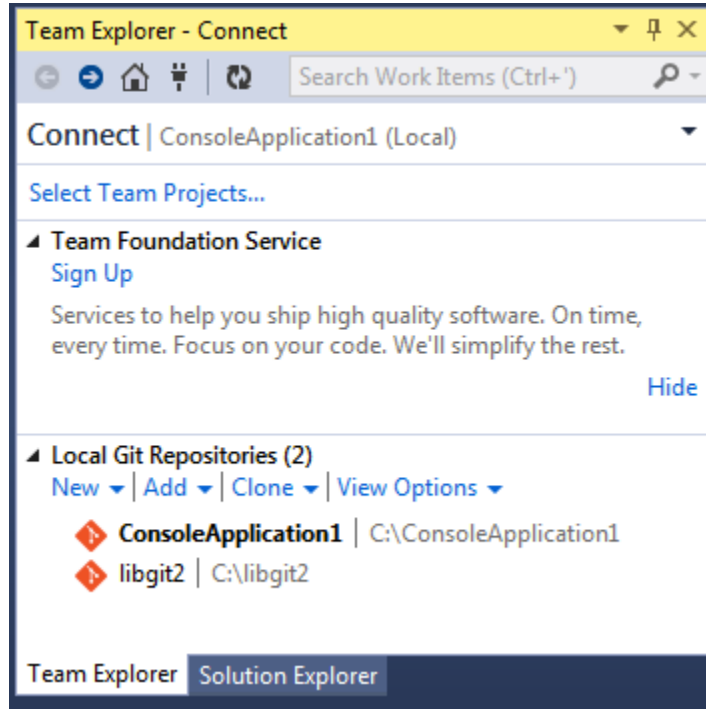 Team Explorer - Connect
Search Work Items (Ctrl+')
Connect | ConsoleApplication1 (Local)
Select Team Projects...
Team Foundation Service
Sign Up
Services to help you ship high quality software. On time,
every time. Focus on your code. We'll simplify the rest.
Hide
Local Git Repositories (2)
New | Add | Clone | View Options
ConsoleApplication1 | C:\ConsoleApplication1
libgit2 | C:\libgit2
Team Explorer Solution Explorer